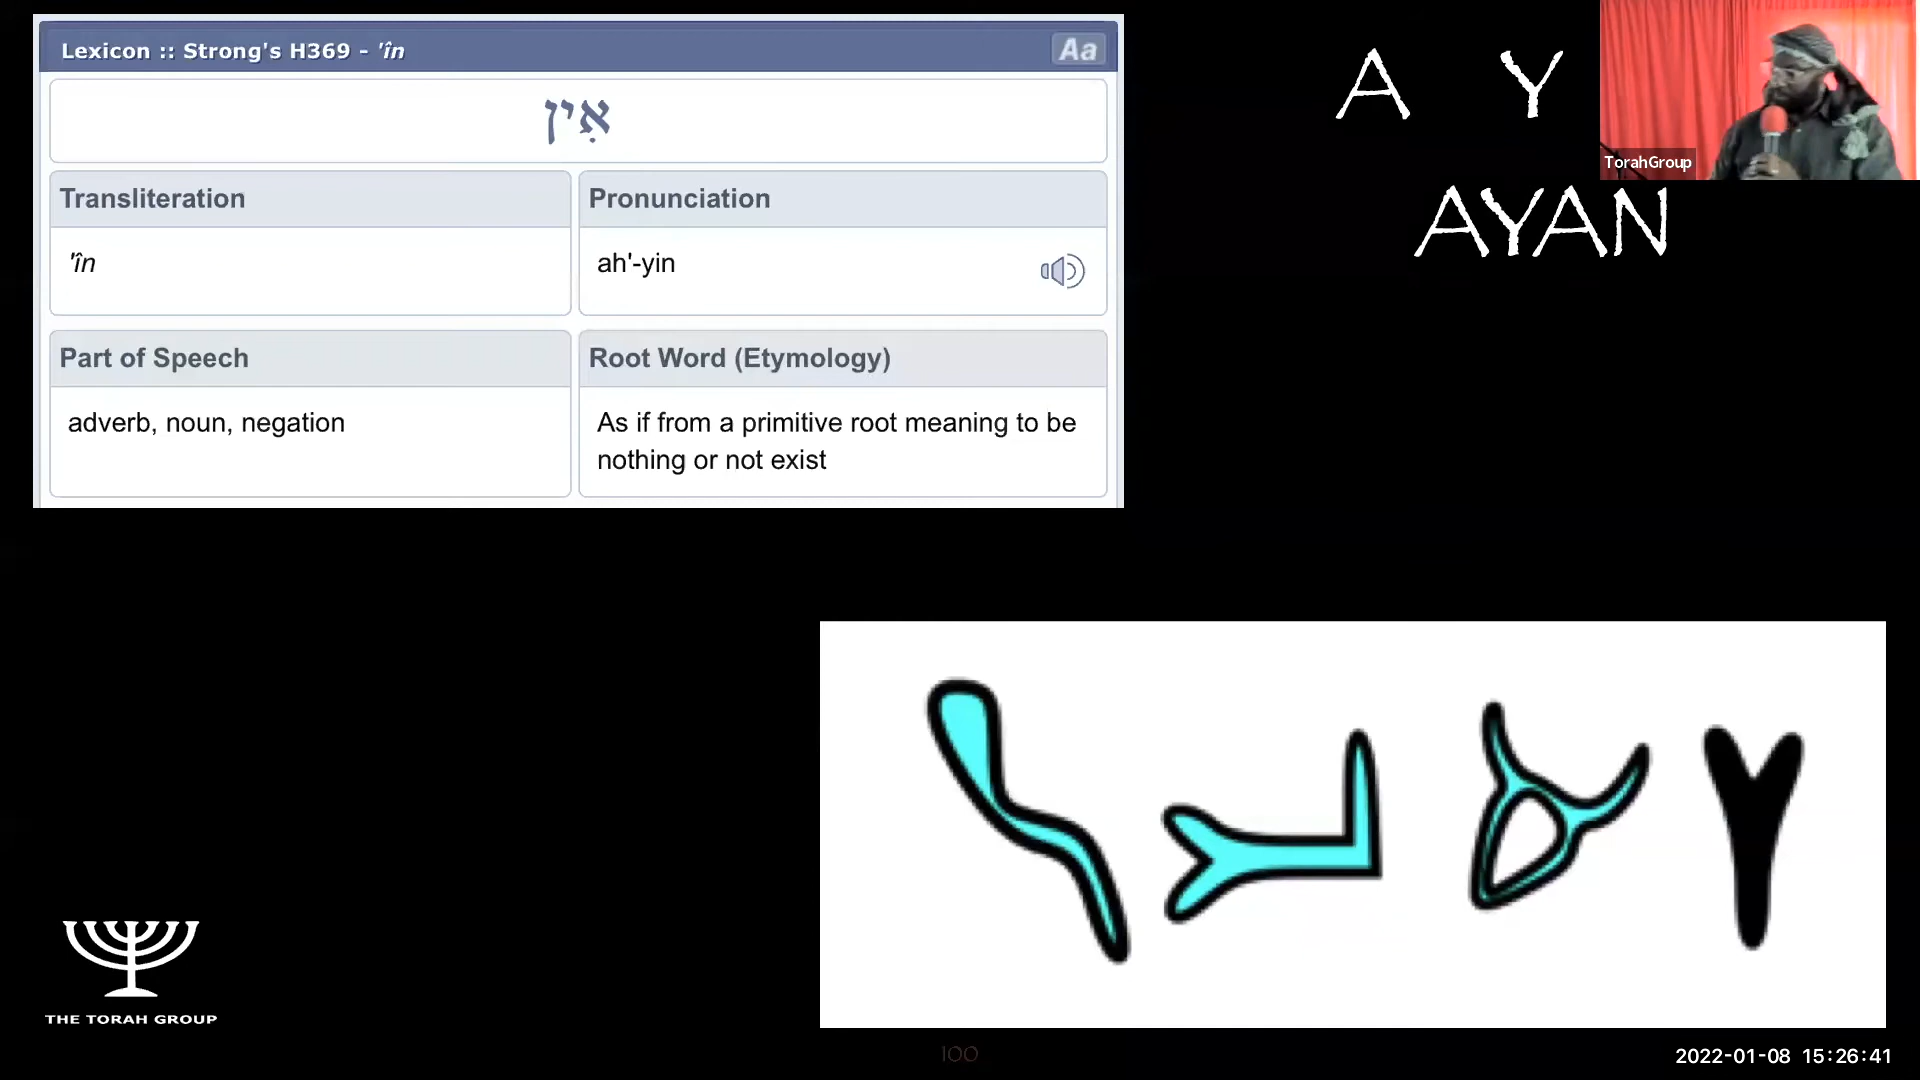 Lexicon :: Strong's H369 - 'în
Aa
אִין
Transliteration
Pronunciation
'în
ah'-yin
Part of Speech
Root Word (Etymology)
adverb, noun, negation
As if from a primitive root meaning to be
nothing or not exist
A Y
TorahGroup
AYAN
THE TORAH GROUP
100
2022-01-08 15:26:41